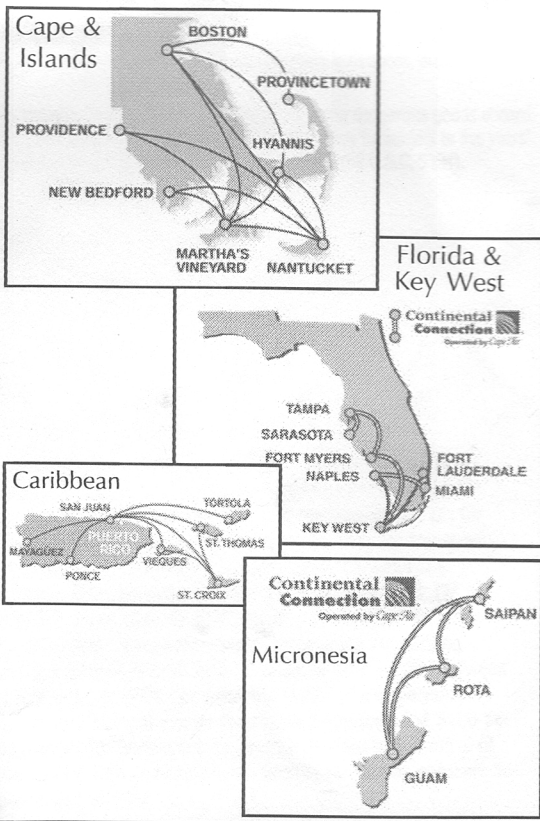 Cape &
Islands
BOSTON
PROVINCETOWN
PROVIDENCE
HYANNIS
NEW BEDFORD
MARTHA'S
VINEYARD
NANTUCKET
Florida &
Key West
Continental
Connection
Operated by Cape Air
TAMPA
SARASOTA
FORT MYERS
NAPLES
FORT
LAUDERDALE
MIAMI
KEY WEST
Caribbean
SAN JUAN
TORTOLA
PUERTO
RICO
ST. THOMAS
MAYAGUEZ
VIEQUES
PONCE
ST. CROIX
Continental
Connection
Operated by Cape Air
SAIPAN
Micronesia
ROTA
GUAM